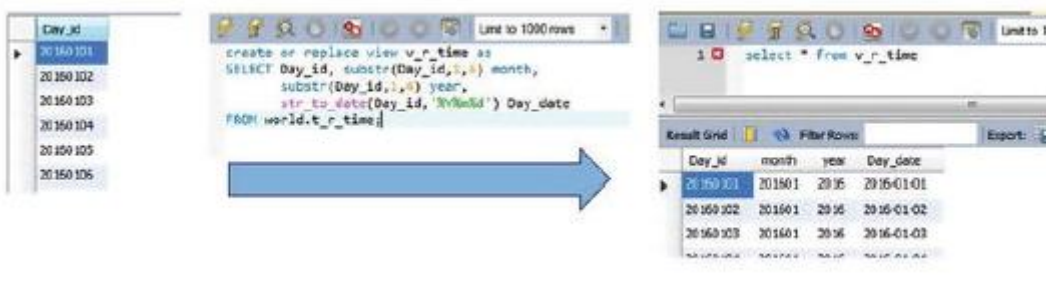 Day_id
20160101
20160102
20160103
20160104
20160105
20160106
Limit to 1000 rows
create or replace view v_r_time as
SELECT Day_id, substr(Day_id,1,6) month,
substr(Day_id,1,4) year,
str_to_date(Day_id,'%Y%m%d') Day_date
FROM world.t_r_time;
Limit to 1
1 select * from v_r_time
Result Grid Filter Rows: Export:
Day_id month year Day_date
20160101 201601 2016 2016-01-01
20160102 201601 2016 2016-01-02
20160103 201601 2016 2016-01-03